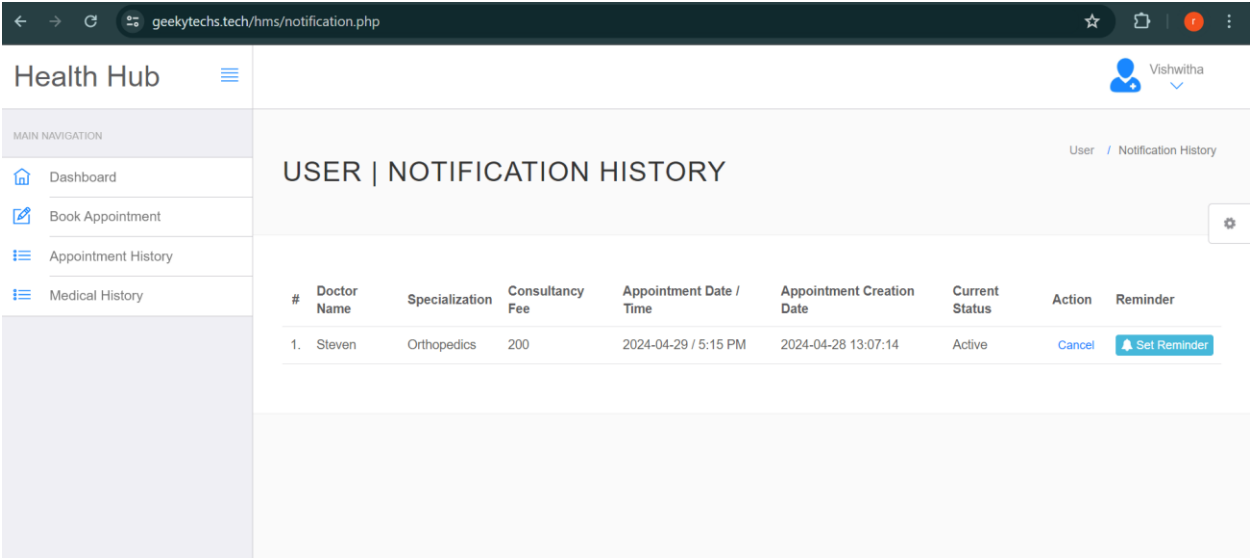 geekytechs.tech/hms/notification.php
r
Health Hub
Vishwitha
MAIN NAVIGATION
Dashboard
Book Appointment
Appointment History
Medical History
User / Notification History
USER | NOTIFICATION HISTORY
# Doctor Name Specialization Consultancy Fee Appointment Date / Time Appointment Creation Date Current Status Action Reminder
1. Steven Orthopedics 200 2024-04-29 / 5:15 PM 2024-04-28 13:07:14 Active Cancel Set Reminder